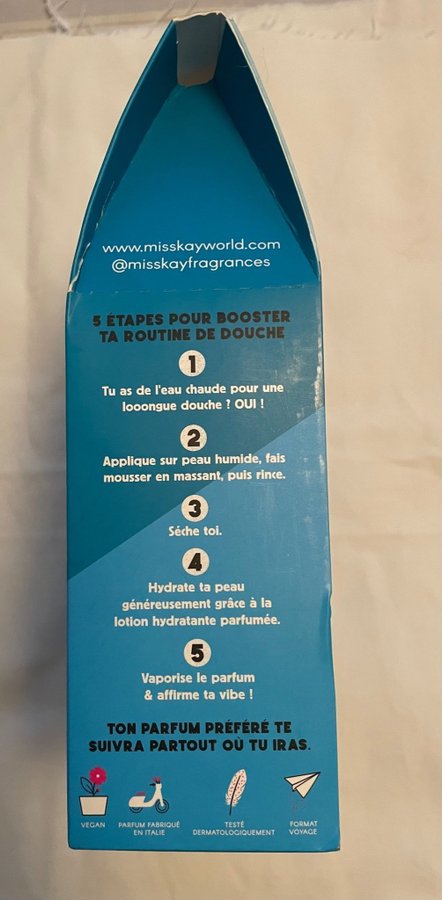 www.misskayworld.com
@misskayfragrances
5 ÉTAPES POUR BOOSTER
TA ROUTINE DE DOUCHE
1
Tu as de l'eau chaude pour une
looongue douche ? OUI !
2
Applique sur peau humide, fais
mousser en massant, puis rince.
3
Séche toi.
4
Hydrate ta peau
généreusement grâce à la
lotion hydratante parfumée.
5
Vaporise le parfum
& affirme ta vibe !
TON PARFUM PRÉFÉRÉ TE
SUIVRA PARTOUT OÙ TU IRAS.
VEGAN
PARFUM FABRIQUÉ
EN ITALIE
TESTÉ
DERMATOLOGIQUEMENT
FORMAT
VOYAGE